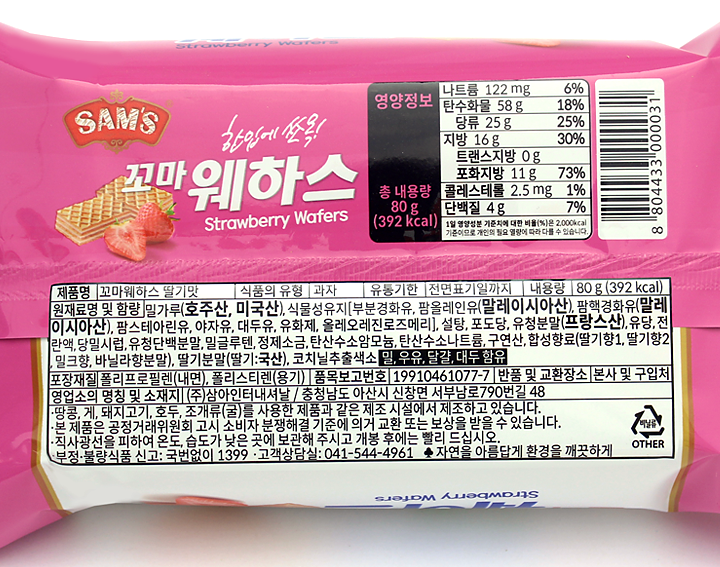 Strawberry Wafers
SAM'S
한입에 쏘옥!
꼬마 웨하스
Strawberry Wafers
영양정보
총 내용량
80 g
(392 kcal)
나트륨 122 mg 6%
탄수화물 58 g 18%
당류 25 g 25%
지방 16 g 30%
트랜스지방 0 g
포화지방 11 g 73%
콜레스테롤 2.5 mg 1%
단백질 4 g 7%
1일 영양성분 기준치에 대한 비율(%)은 2,000kcal
기준이므로 개인의 필요 열량에 따라 다를 수 있습니다.
8 804433 000031
제품명 꼬마웨하스 딸기맛 식품의 유형 과자 유통기한 전면표기일까지 내용량 80 g (392 kcal)
원재료명 및 함량 밀가루(호주산, 미국산), 식물성유지[부분경화유, 팜올레인유(말레이시아산), 팜핵경화유(말레
이시아산), 팜스테아린유, 야자유, 대두유, 유화제, 올레오레진로즈메리], 설탕, 포도당, 유청분말(프랑스산), 유당, 전
란액, 당밀시럽, 유청단백분말, 밀글루텐, 정제소금, 탄산수소암모늄, 탄산수소나트륨, 구연산, 합성향료(딸기향1, 딸기향2
, 밀크향, 바닐라향분말), 딸기분말(딸기:국산), 코치닐추출색소 밀, 우유, 달걀, 대두 함유
포장재질 폴리프로필렌(내면), 폴리스티렌(용기) 품목보고번호 19910461077-7 반품 및 교환장소 본사 및 구입처
영업소의 명칭 및 소재지 (주)삼아인터내셔날 / 충청남도 아산시 신창면 서부남로790번길 48
·땅콩, 게, 돼지고기, 호두, 조개류(굴)를 사용한 제품과 같은 제조 시설에서 제조하고 있습니다.
·본 제품은 공정거래위원회 고시 소비자 분쟁해결 기준에 의거 교환 또는 보상을 받을 수 있습니다.
·직사광선을 피하여 온도, 습도가 낮은 곳에 보관해 주시고 개봉 후에는 빨리 드십시오.
·부정·불량식품 신고: 국번없이 1399 ·고객상담실: 041-544-4961 ♣자연을 아름답게 환경을 깨끗하게
비닐류
OTHER
Strawberry Wafers